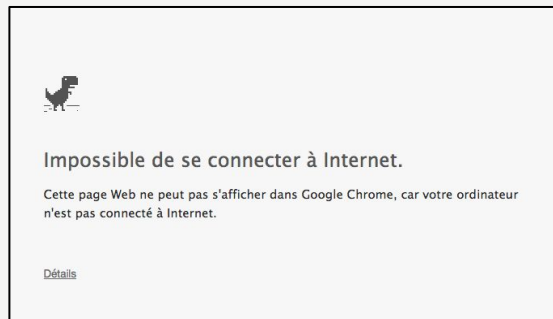 Impossible de se connecter à Internet.
Cette page Web ne peut pas s'afficher dans Google Chrome, car votre ordinateur
n'est pas connecté à Internet.
Détails